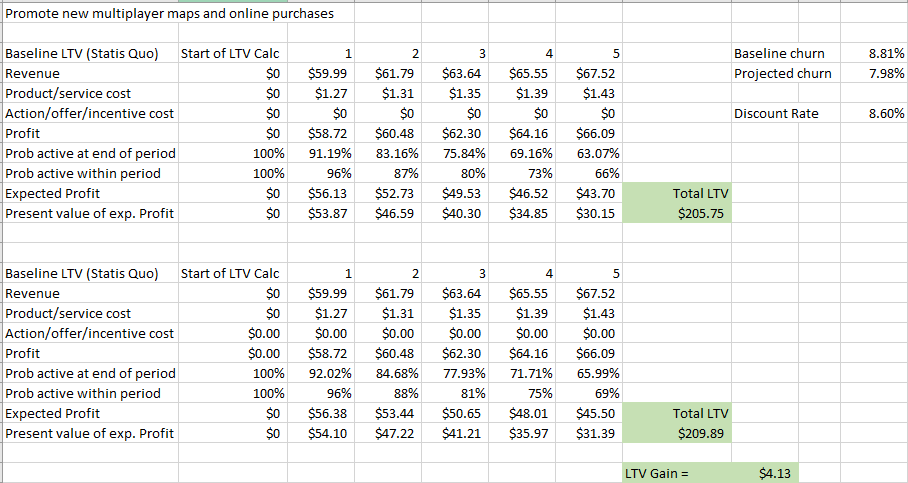 Promote new multiplayer maps and online purchases
Baseline LTV (Statis Quo) Start of LTV Calc 1 2 3 4 5 Baseline churn 8.81%
Revenue $0 $59.99 $61.79 $63.64 $65.55 $67.52 Projected churn 7.98%
Product/service cost $0 $1.27 $1.31 $1.35 $1.39 $1.43
Action/offer/incentive cost $0 $0 $0 $0 $0 $0 Discount Rate 8.60%
Profit $0 $58.72 $60.48 $62.30 $64.16 $66.09
Prob active at end of period 100% 91.19% 83.16% 75.84% 69.16% 63.07%
Prob active within period 100% 96% 87% 80% 73% 66%
Expected Profit $0 $56.13 $52.73 $49.53 $46.52 $43.70 Total LTV
Present value of exp. Profit $0 $53.87 $46.59 $40.30 $34.85 $30.15 $205.75
Baseline LTV (Statis Quo) Start of LTV Calc 1 2 3 4 5
Revenue $0 $59.99 $61.79 $63.64 $65.55 $67.52
Product/service cost $0 $1.27 $1.31 $1.35 $1.39 $1.43
Action/offer/incentive cost $0.00 $0.00 $0.00 $0.00 $0.00 $0.00
Profit $0.00 $58.72 $60.48 $62.30 $64.16 $66.09
Prob active at end of period 100% 92.02% 84.68% 77.93% 71.71% 65.99%
Prob active within period 100% 96% 88% 81% 75% 69%
Expected Profit $0 $56.38 $53.44 $50.65 $48.01 $45.50 Total LTV
Present value of exp. Profit $0 $54.10 $47.22 $41.21 $35.97 $31.39 $209.89
LTV Gain = $4.13